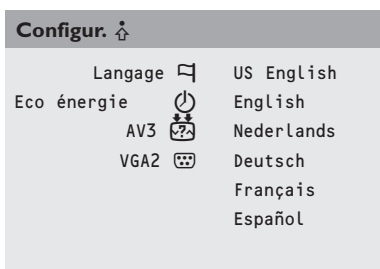 Configur.
Langage US English
Eco énergie English
AV3 Nederlands
VGA2 Deutsch
Français
Español